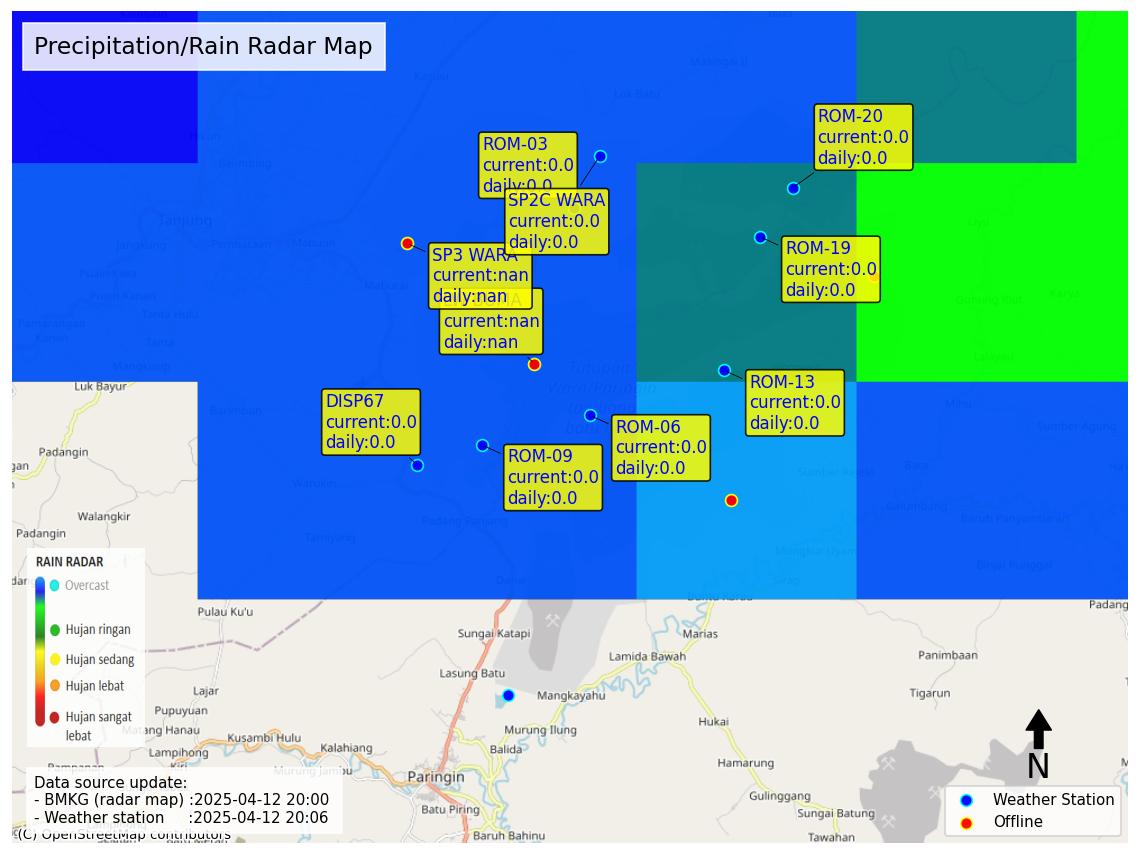 Precipitation/Rain Radar Map
ROM-20
current:0.0
daily:0.0
ROM-03
current:0.0
daily:0.0
SP2C WARA
current:0.0
daily:0.0
Tanjung
ROM-19
current:0.0
daily:0.0
SP3 WARA
current:nan
daily:nan
current:nan
daily:nan
Luk Bayur
ROM-13
current:0.0
daily:0.0
DISP67
current:0.0
daily:0.0
ROM-06
current:0.0
daily:0.0
ROM-09
current:0.0
daily:0.0
Padangin
Walangkir
Padangin
RAIN RADAR
Overcast
Hujan ringan
Hujan sedang
Hujan lebat
Hujan sangat
lebat
Pulau Ku'u
Sungai Katapi
Marias
Padang
Lamida Bawah
Panimbaan
Lasung Batu
Lajar
Mangkayahu
Tigarun
Pupuyuan
Matang Hanau
Hukai
Murung Ilung
Kusambi Hulu
Kalahiang
Balida
Lampihong
Hamarung
Murung Jambu
Paringin
Gulinggang
Batu Piring
Sungai Batung
Baruh Bahinu
Tawahan
N
Data source update:
- BMKG (radar map) :2025-04-12 20:00
- Weather station :2025-04-12 20:06
(C) OpenStreetMap contributors
Weather Station
Offline